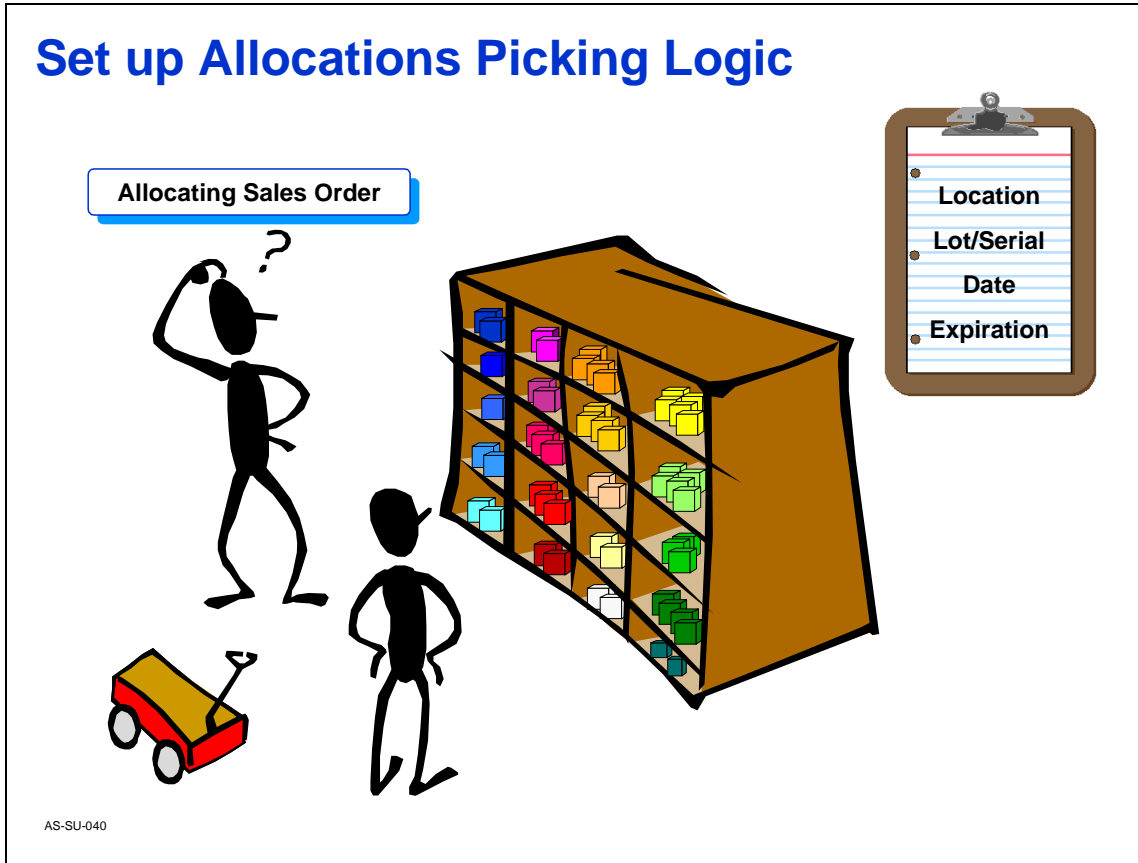 Set up Allocations Picking Logic
Allocating Sales Order
?
Location
Lot/Serial
Date
Expiration
AS-SU-040